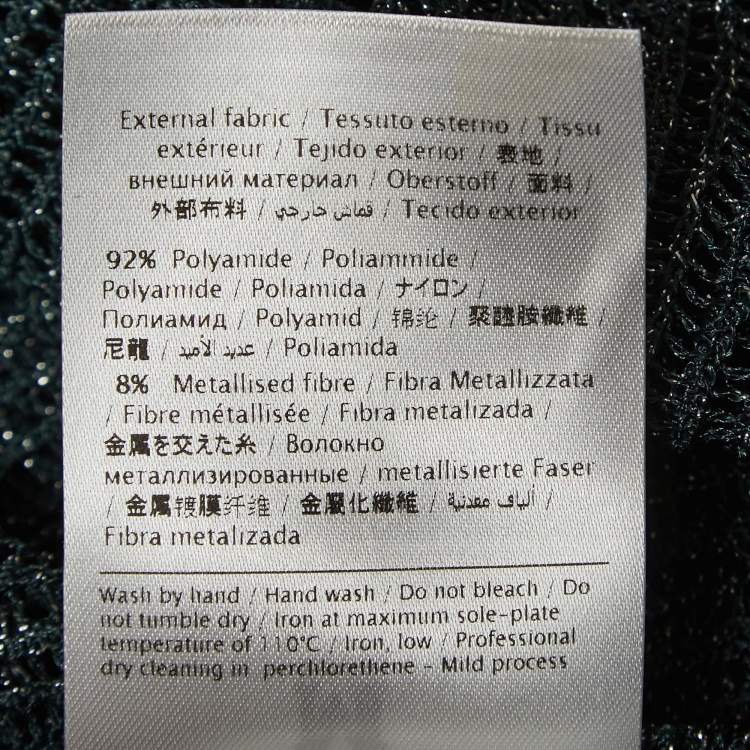 External fabric / Tessuto esterno / Tissu
extérieur / Tejido exterior / 表地 /
внешний материал / Oberstoff / 面料 /
外部布料 / قماش خارجي / Tecido exterior
92% Polyamide / Poliammide /
Polyamide / Poliamida / ナイロン /
Полиамид / Polyamid / 锦纶 / 聚醯胺纖維 /
尼龍 / عديد الأميد / Poliamida
8% Metallised fibre / Fibra Metallizzata
/ Fibre métallisée / Fibra metalizada /
金属を交えた糸 / Волокно
металлизированные / metallisierte Faser
/ 金属镀膜纤维 / 金屬化纖維 / ألياف معدنية /
Fibra metalizada
Wash by hand / Hand wash / Do not bleach / Do
not tumble dry / Iron at maximum sole-plate
temperature of 110°C / Iron, low / Professional
dry cleaning in perchlorethene - Mild process